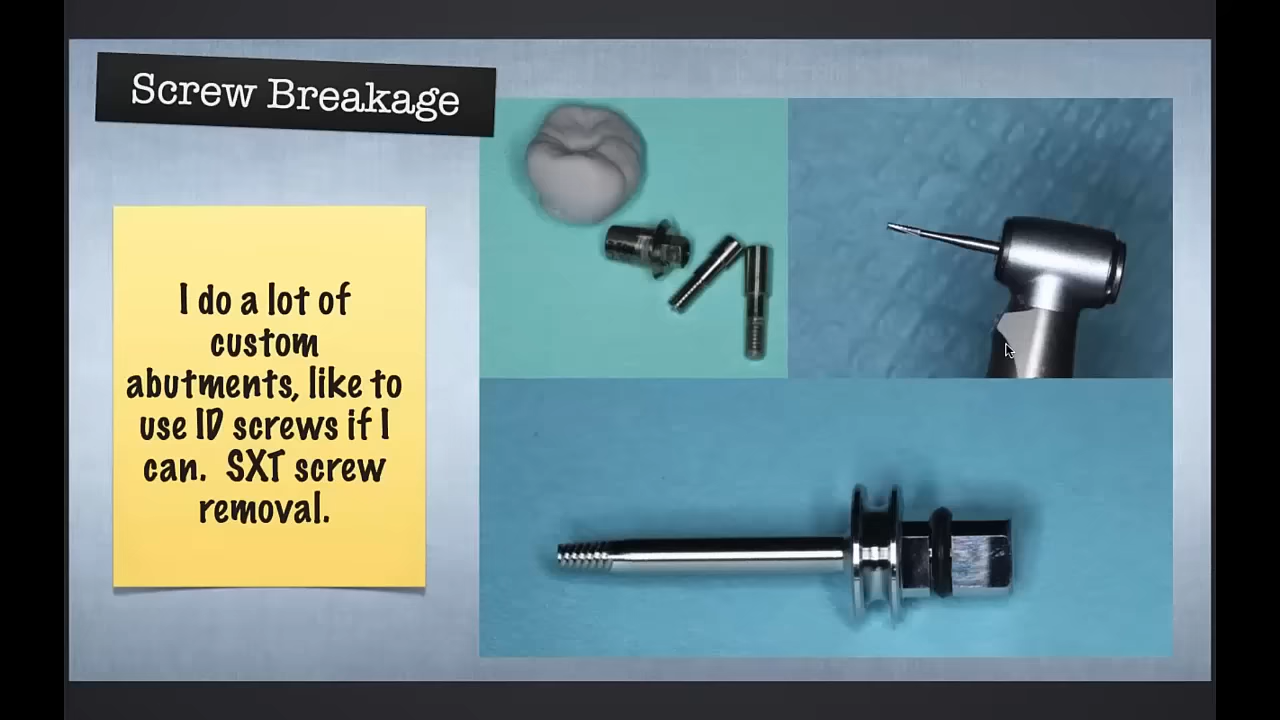 Screw Breakage
I do a lot of
custom
abutments, like to
use ID screws if I
can.  SXT screw
removal.